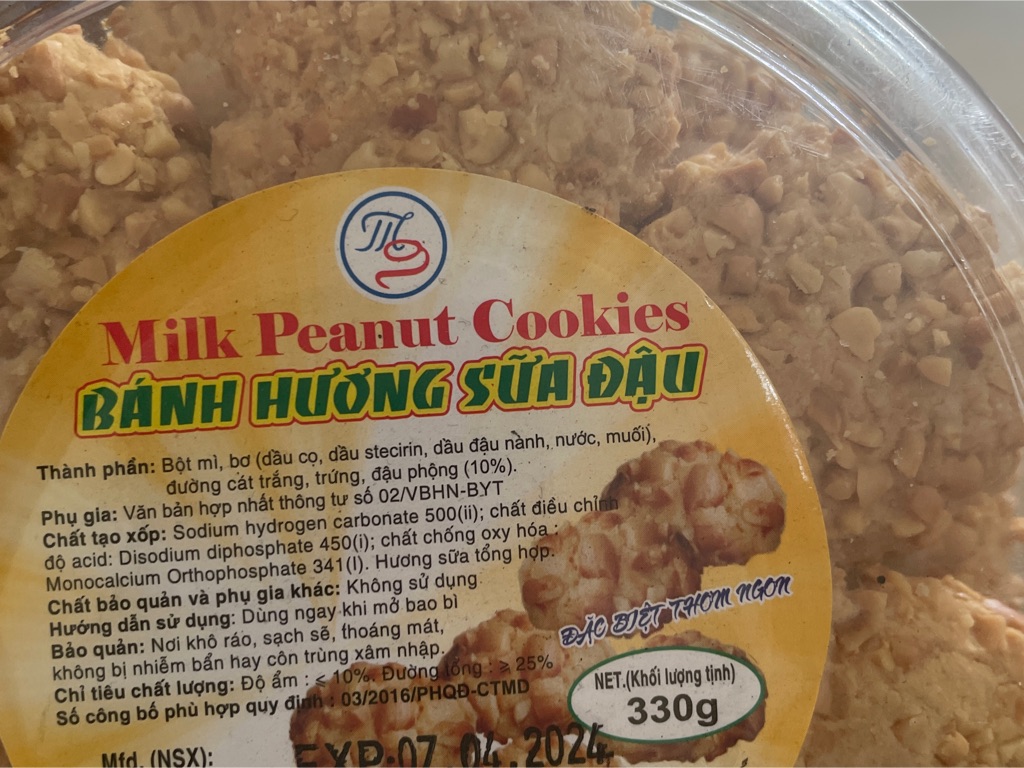 Milk Peanut Cookies
BÁNH HƯƠNG SỮA ĐẬU
Thành phần: Bột mì, bơ (dầu cọ, dầu stecirin, dầu đậu nành, nước, muối),
đường cát trắng, trứng, đậu phộng (10%).
Phụ gia: Văn bản hợp nhất thông tự số 02/VBHN-BYT
Chất tạo xốp: Sodium hydrogen carbonate 500(ii); chất điều chỉnh
độ acid: Disodium diphosphate 450(i); chất chống oxy hóa :
Monocalcium Orthophosphate 341(I). Hương sữa tổng hợp.
Chất bảo quản và phụ gia khác: Không sử dụng
Hướng dẫn sử dụng: Dùng ngay khi mở bao bì
Bảo quản: Nơi khô ráo, sạch sẽ, thoáng mát,
không bị nhiễm bẩn hay côn trùng xâm nhập.
Chỉ tiêu chất lượng: Độ ẩm : ≤ 10%. Đường tổng : ≥ 25%
Số công bố phù hợp quy định : 03/2016/PHQĐ-CTMD
ĐẶC BIỆT THƠM NGON
NET.(Khối lượng tịnh)
330g
Mfd. (NSX):
EXP:07.04.2024